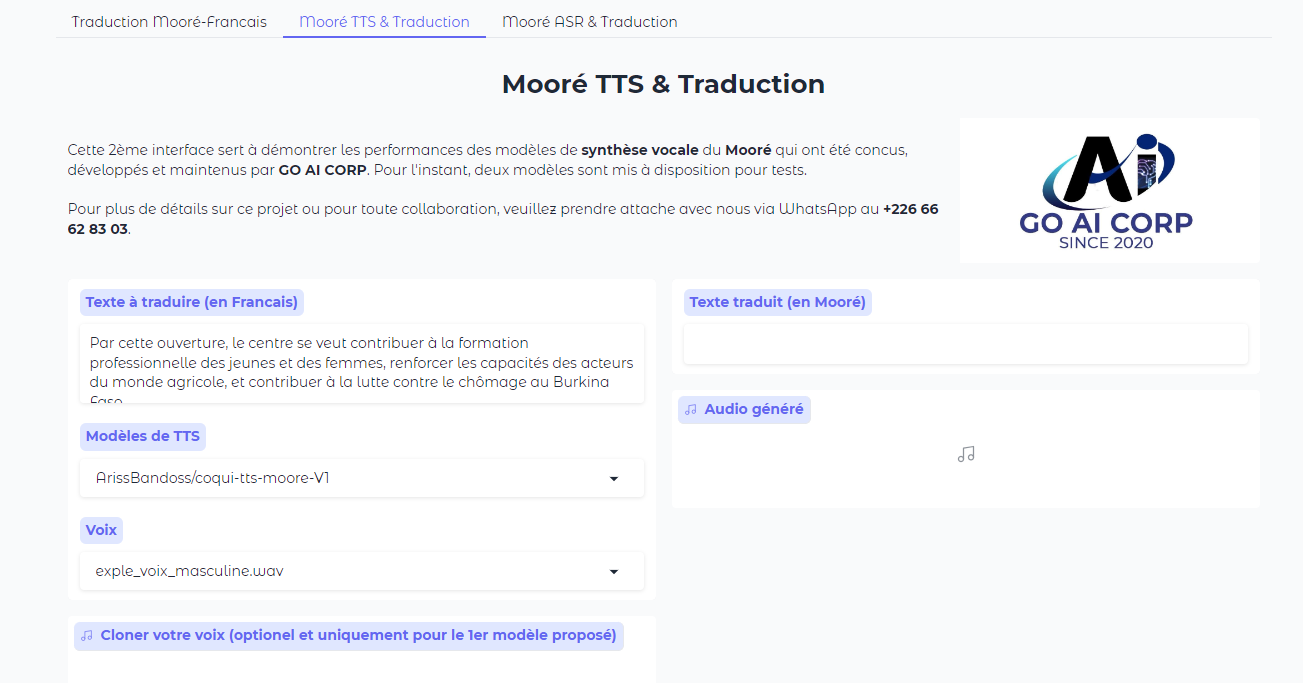 Traduction Mooré-Francais
Mooré TTS & Traduction
Mooré ASR & Traduction
Mooré TTS & Traduction
Cette 2ème interface sert à démontrer les performances des modèles de synthèse vocale du Mooré qui ont été concus,
développés et maintenus par GO AI CORP. Pour l'instant, deux modèles sont mis à disposition pour tests.
Pour plus de détails sur ce projet ou pour toute collaboration, veuillez prendre attache avec nous via WhatsApp au +226 66
62 83 03.
Ai
GO AI CORP
SINCE 2020
Texte à traduire (en Francais)
Par cette ouverture, le centre se veut contribuer à la formation
professionnelle des jeunes et des femmes, renforcer les capacités des acteurs
du monde agricole, et contribuer à la lutte contre le chômage au Burkina
Faso
Modèles de TTS
ArissBandoss/coqui-tts-moore-V1
Voix
exple_voix_masculine.wav
Cloner votre voix (optionel et uniquement pour le 1er modèle proposé)
Texte traduit (en Mooré)
Audio généré